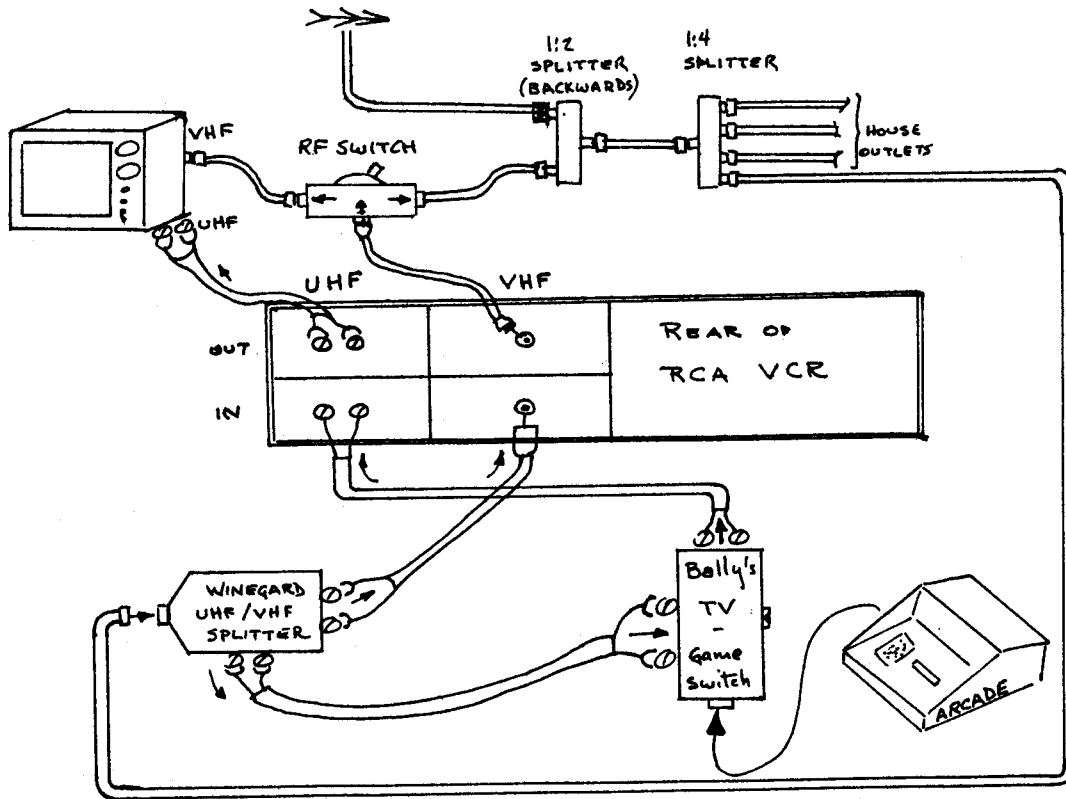 1:2
SPLITTER
(BACKWARDS)
1:4
SPLITTER
VHF
RF SWITCH
HOUSE
OUTLETS
UHF
UHF
VHF
OUT
IN
REAR OF
RCA VCR
WINEGARD
UHF/VHF
SPLITTER
Bally's
TV
-
Game
Switch
ARCADE